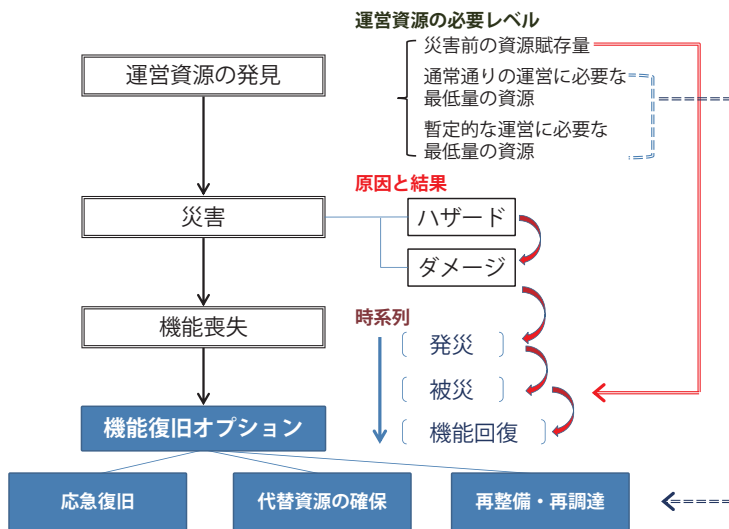 運営資源の必要レベル
災害前の資源賦存量
通常通りの運営に必要な
最低量の資源
暫定的な運営に必要な
最低量の資源
運営資源の発見
原因と結果
災害
ハザード
ダメージ
機能喪失
時系列
発災
被災
機能回復
機能復旧オプション
応急復旧
代替資源の確保
再整備・再調達